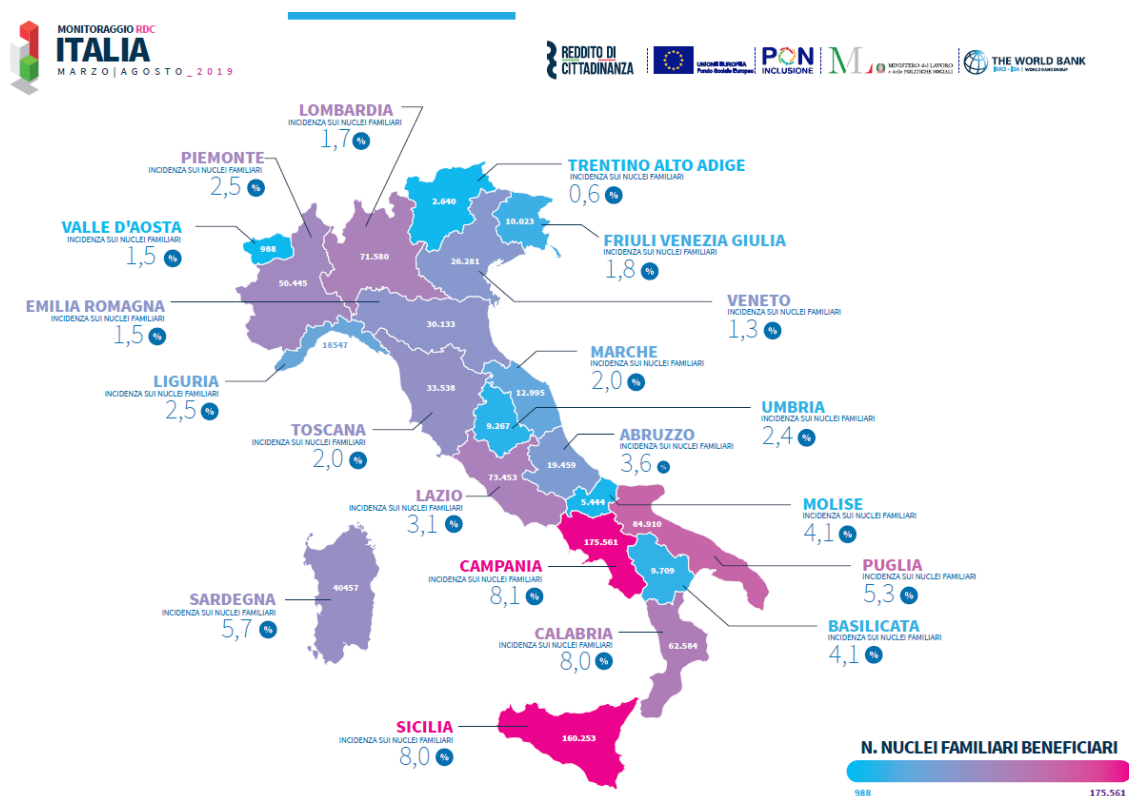 MONITORAGGIO RDC
ITALIA
MARZO|AGOSTO_2019
REDDITO DI
CITTADINANZA
UNIONE EUROPEA
Fondo Sociale Europeo
PON
INCLUSIONE
MINISTERO del LAVORO
e delle POLITICHE SOCIALI
THE WORLD BANK
IBRD • IDA | WORLD BANK GROUP
LOMBARDIA
INCIDENZA SUI NUCLEI FAMILIARI
1,7 %
PIEMONTE
INCIDENZA SUI NUCLEI FAMILIARI
2,5 %
TRENTINO ALTO ADIGE
INCIDENZA SUI NUCLEI FAMILIARI
0,6 %
VALLE D'AOSTA
INCIDENZA SUI NUCLEI FAMILIARI
1,5 %
FRIULI VENEZIA GIULIA
INCIDENZA SUI NUCLEI FAMILIARI
1,8 %
EMILIA ROMAGNA
INCIDENZA SUI NUCLEI FAMILIARI
1,5 %
VENETO
INCIDENZA SUI NUCLEI FAMILIARI
1,3 %
LIGURIA
INCIDENZA SUI NUCLEI FAMILIARI
2,5 %
MARCHE
INCIDENZA SUI NUCLEI FAMILIARI
2,0 %
TOSCANA
INCIDENZA SUI NUCLEI FAMILIARI
2,0 %
UMBRIA
INCIDENZA SUI NUCLEI FAMILIARI
2,4 %
ABRUZZO
INCIDENZA SUI NUCLEI FAMILIARI
3,6 %
LAZIO
INCIDENZA SUI NUCLEI FAMILIARI
3,1 %
MOLISE
INCIDENZA SUI NUCLEI FAMILIARI
4,1 %
CAMPANIA
INCIDENZA SUI NUCLEI FAMILIARI
8,1 %
PUGLIA
INCIDENZA SUI NUCLEI FAMILIARI
5,3 %
SARDEGNA
INCIDENZA SUI NUCLEI FAMILIARI
5,7 %
BASILICATA
INCIDENZA SUI NUCLEI FAMILIARI
4,1 %
CALABRIA
INCIDENZA SUI NUCLEI FAMILIARI
8,0 %
SICILIA
INCIDENZA SUI NUCLEI FAMILIARI
8,0 %
2.640
10.023
988
71.580
26.281
50.445
30.133
18547
33.538
12.995
9.267
19.459
73.453
5.444
84.910
175.561
9.709
40457
62.584
160.253
N. NUCLEI FAMILIARI BENEFICIARI
988
175.561